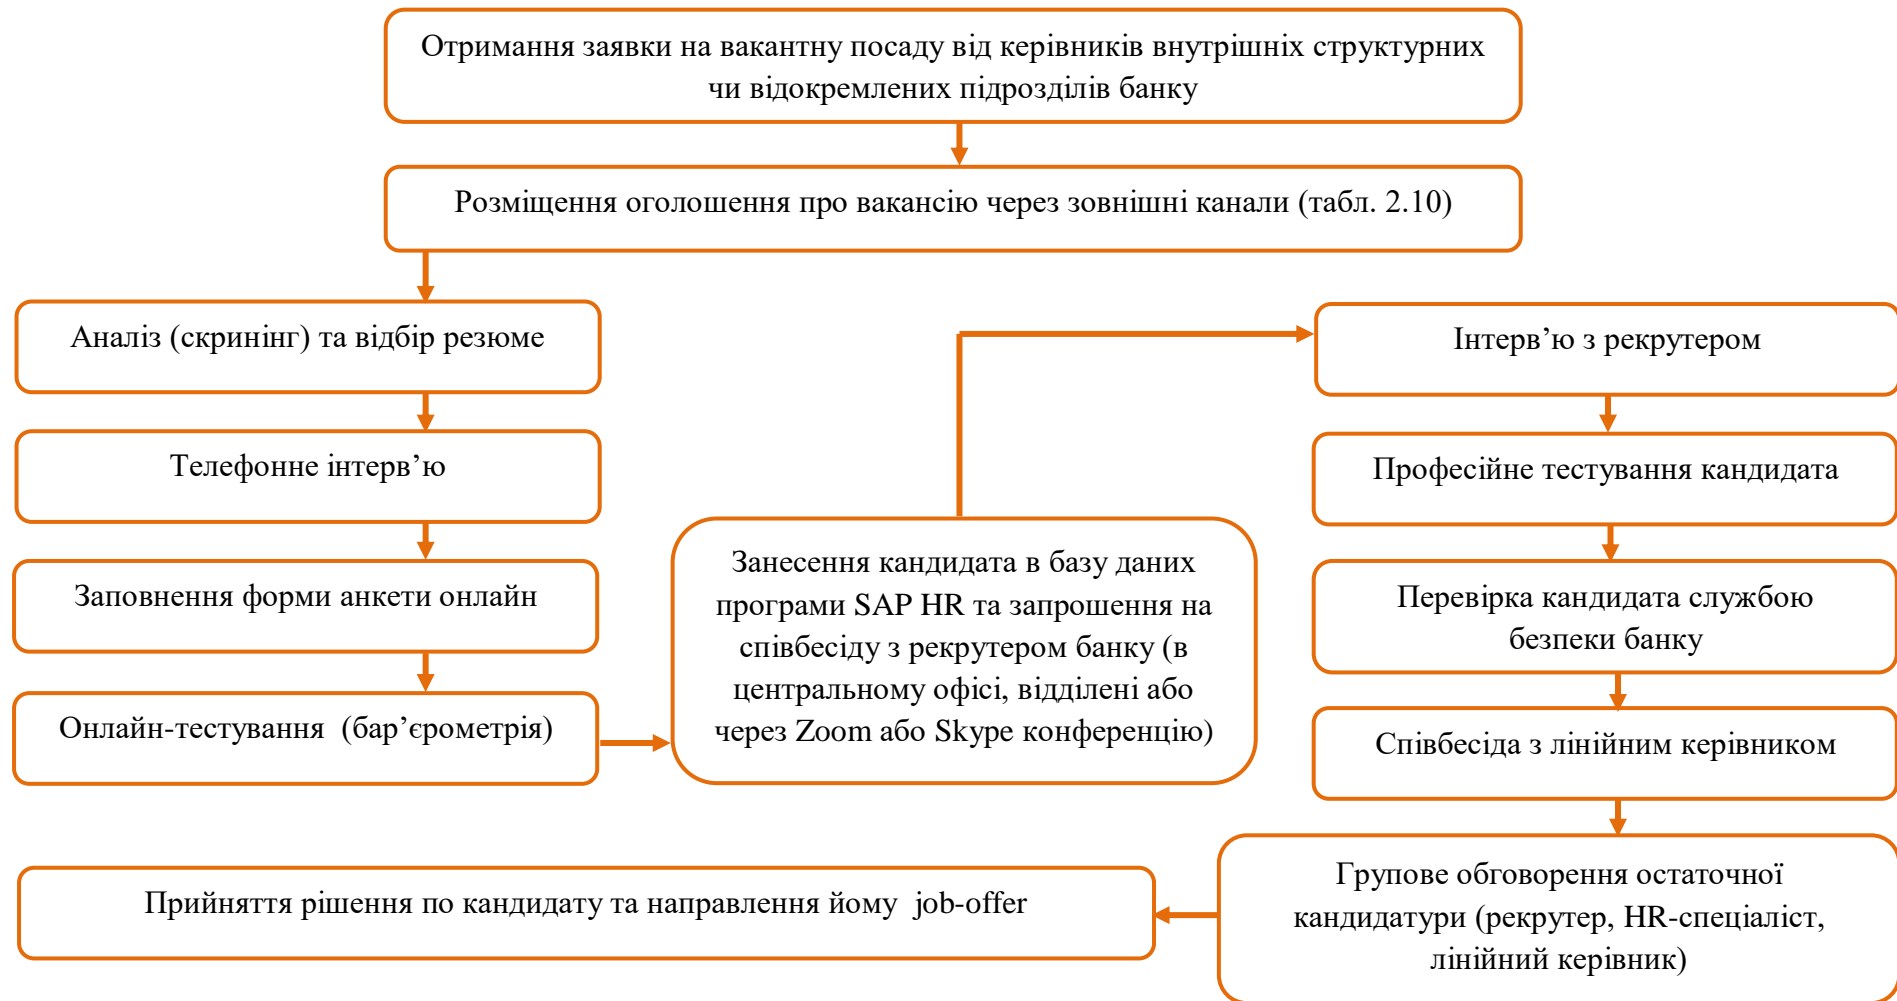 Отримання заявки на вакантну посаду від керівників внутрішніх структурних
чи відокремлених підрозділів банку
Розміщення оголошення про вакансію через зовнішні канали (табл. 2.10)
Аналіз (скринінг) та відбір резюме
Телефонне інтерв’ю
Заповнення форми анкети онлайн
Онлайн-тестування (бар’єрометрія)
Занесення кандидата в базу даних
програми SAP HR та запрошення на
співбесіду з рекрутером банку (в
центральному офісі, відділені або
через Zoom або Skype конференцію)
Інтерв’ю з рекрутером
Професійне тестування кандидата
Перевірка кандидата службою
безпеки банку
Співбесіда з лінійним керівником
Групове обговорення остаточної
кандидатури (рекрутер, HR-спеціаліст,
лінійний керівник)
Прийняття рішення по кандидату та направлення йому job-offer